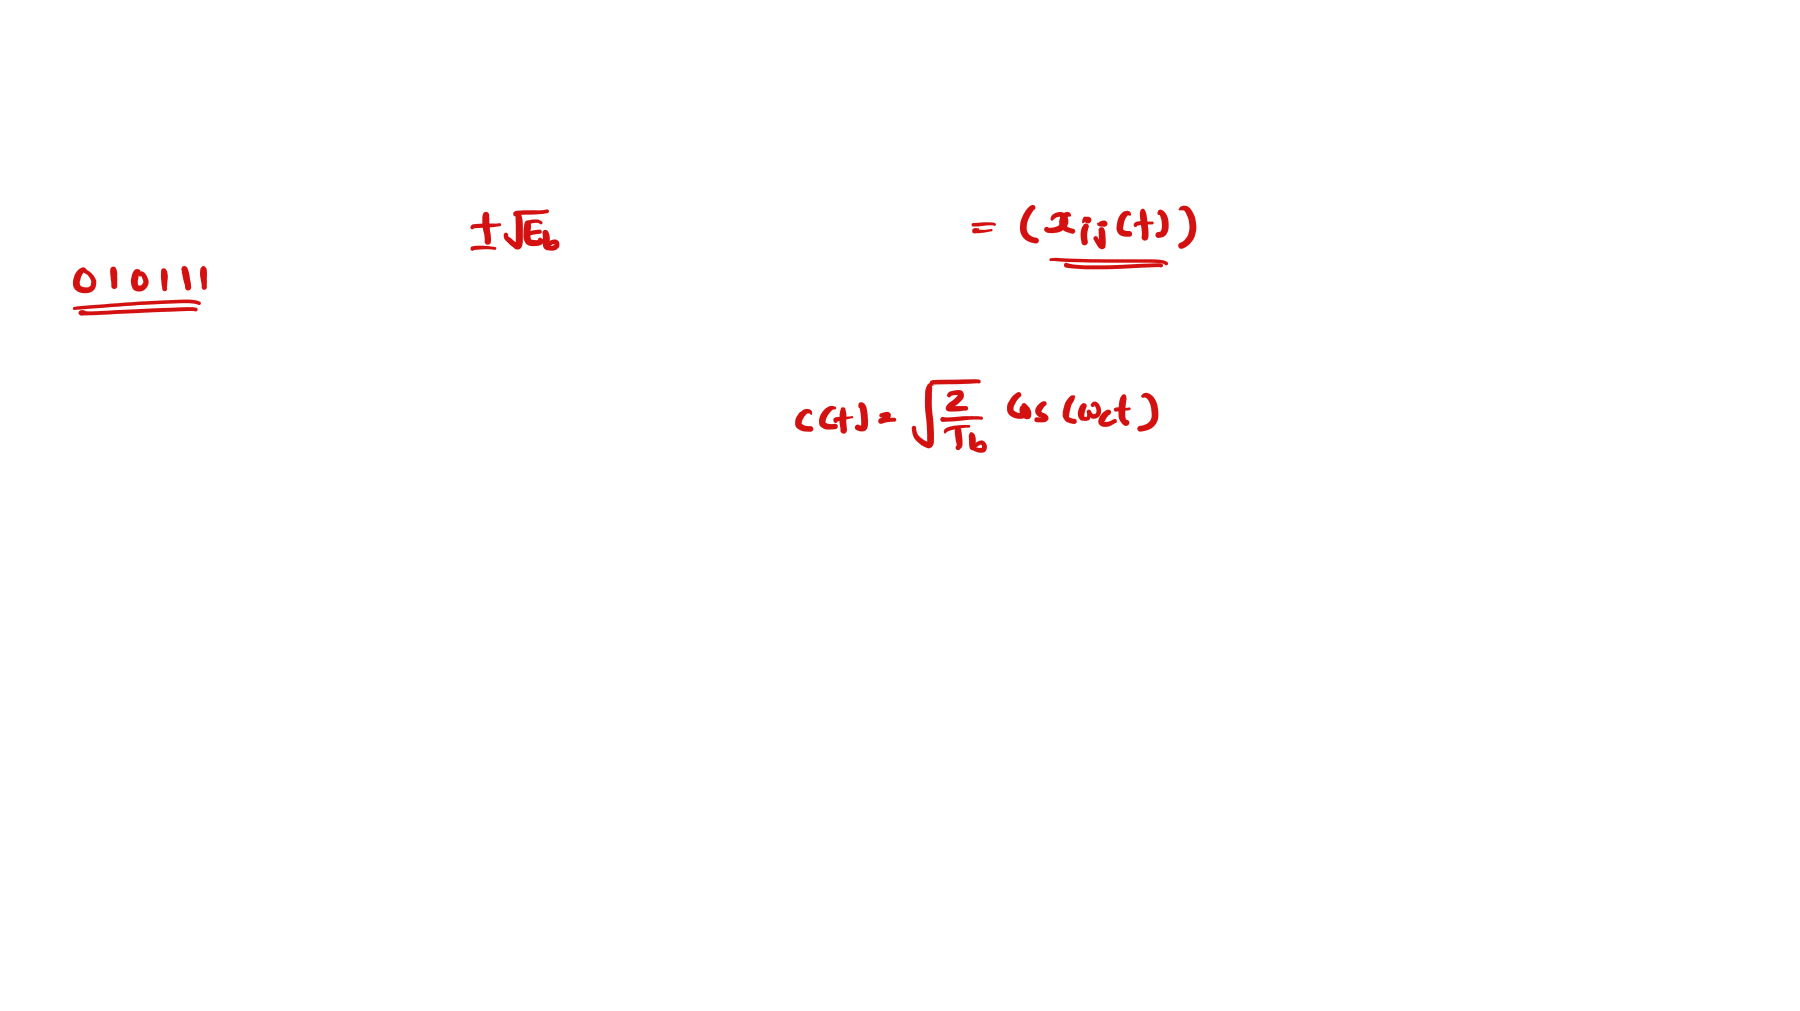 ±√Eb = (xij(t))
010111
c(t) = √(2/Tb) cos(ωct)